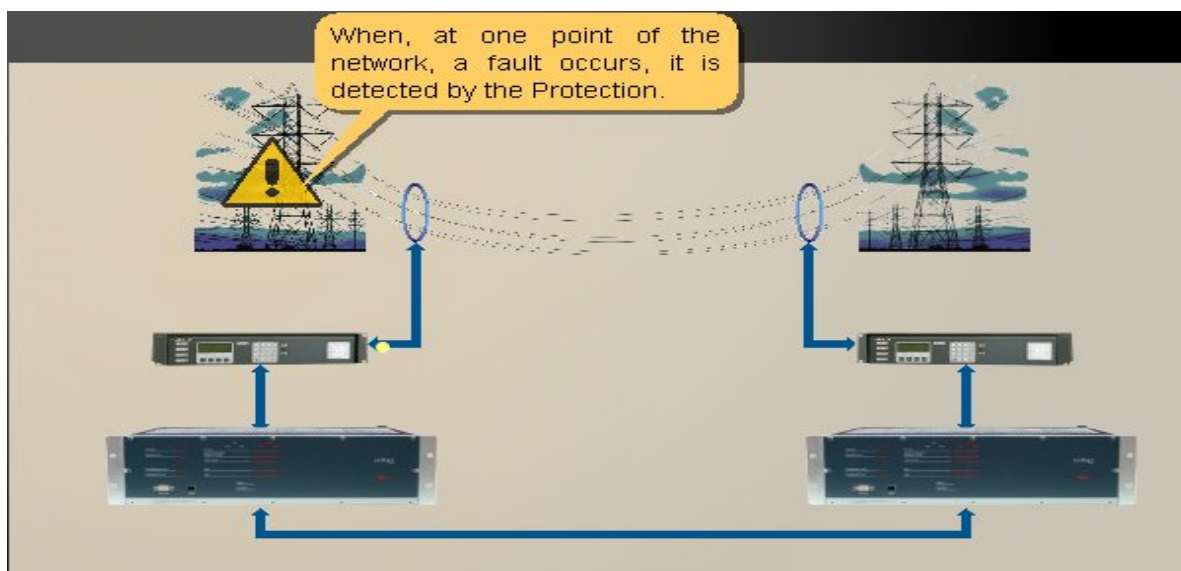 When, at one point of the
network, a fault occurs, it is
detected by the Protection.